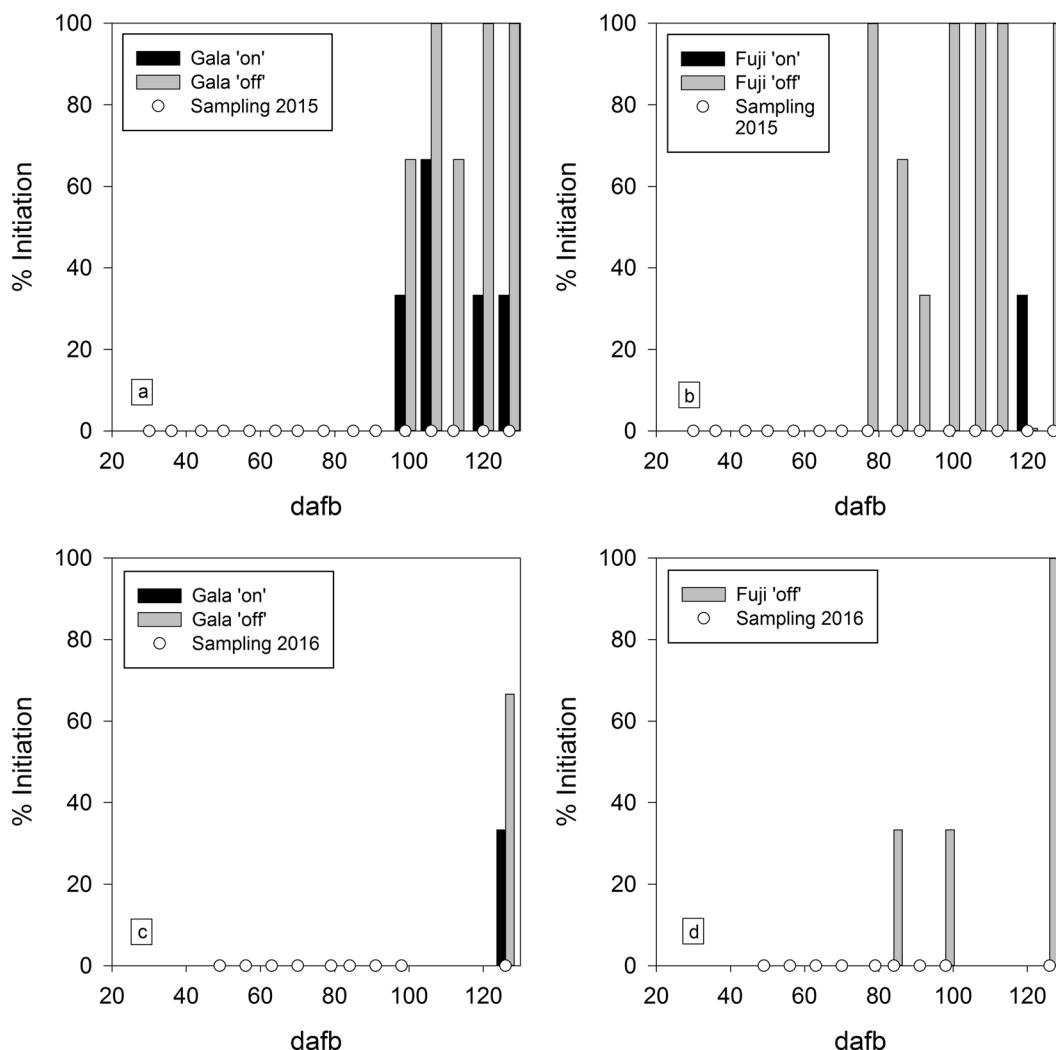 100
80
60
40
20
0
% Initiation
Gala 'on'
Gala 'off'
Sampling 2015
a
20 40 60 80 100 120
dafb
100
80
60
40
20
0
% Initiation
Fuji 'on'
Fuji 'off'
Sampling
2015
b
20 40 60 80 100 120
dafb
100
80
60
40
20
0
% Initiation
Gala 'on'
Gala 'off'
Sampling 2016
c
20 40 60 80 100 120
dafb
100
80
60
40
20
0
% Initiation
Fuji 'off'
Sampling 2016
d
20 40 60 80 100 120
dafb